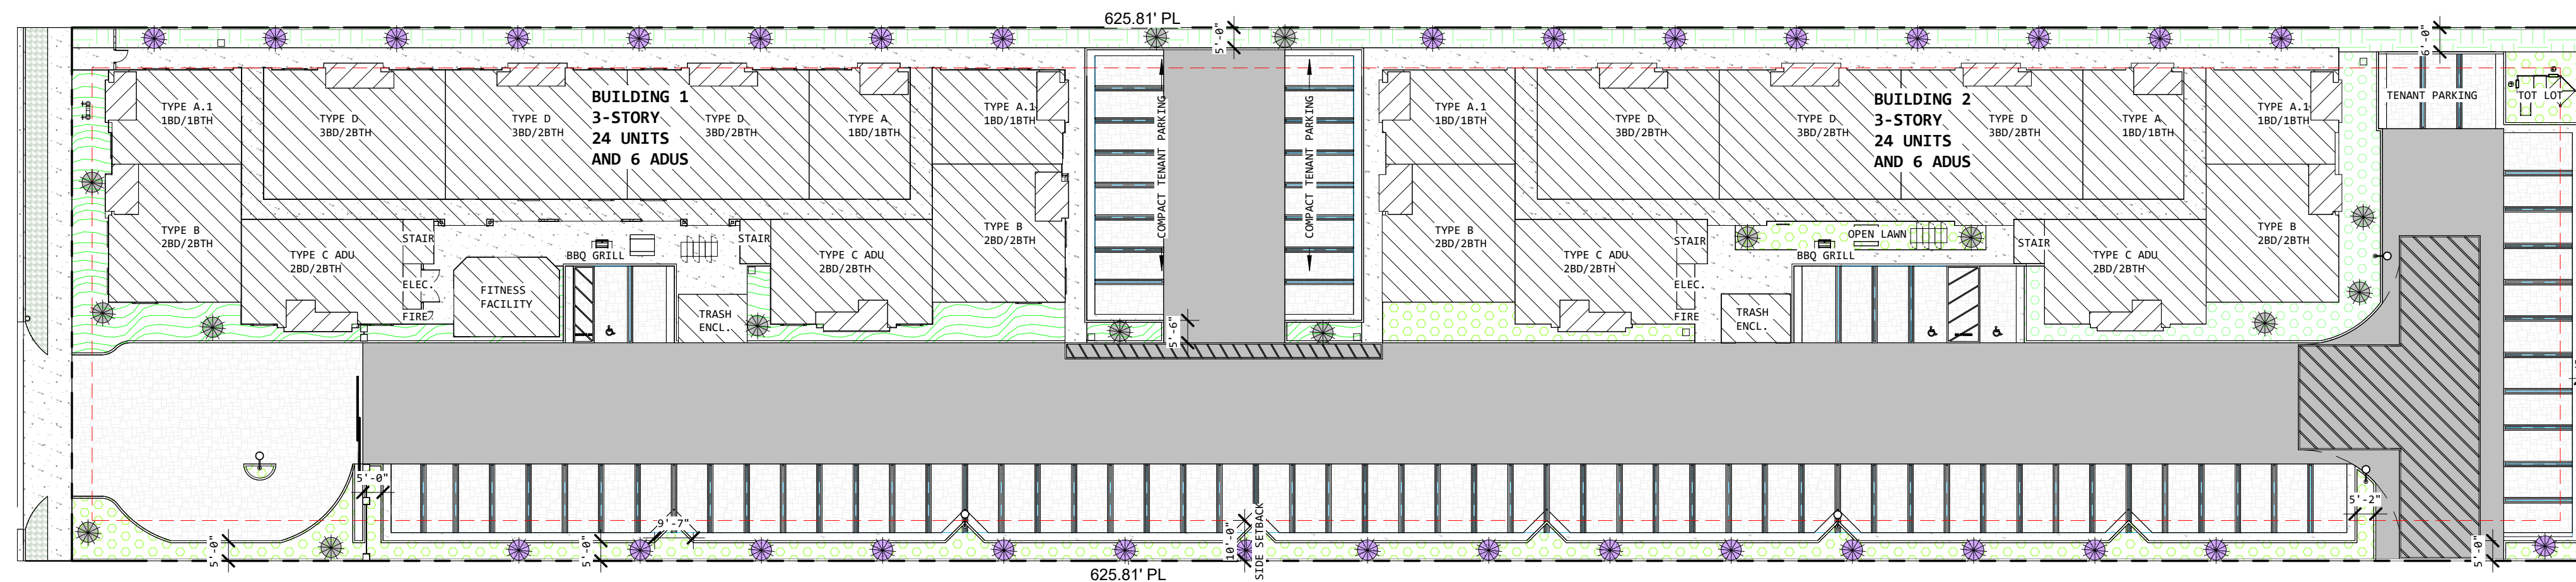 625.81' PL
5'-0"
6'-0"
TYPE A.1
1BD/1BTH
TYPE D
3BD/2BTH
TYPE D
3BD/2BTH
BUILDING 1
3-STORY
24 UNITS
AND 6 ADUS
TYPE D
3BD/2BTH
TYPE A
1BD/1BTH
TYPE A.1
1BD/1BTH
COMPACT TENANT PARKING
COMPACT TENANT PARKING
TYPE A.1
1BD/1BTH
TYPE D
3BD/2BTH
TYPE D
3BD/2BTH
BUILDING 2
3-STORY
24 UNITS
AND 6 ADUS
TYPE D
3BD/2BTH
TYPE A
1BD/1BTH
TYPE A.1
1BD/1BTH
TENANT PARKING
TOT LOT
TYPE B
2BD/2BTH
TYPE C ADU
2BD/2BTH
STAIR
ELEC.
FIRE
FITNESS
FACILITY
BBQ GRILL
TRASH
ENCL.
STAIR
TYPE C ADU
2BD/2BTH
TYPE B
2BD/2BTH
5'-6"
TYPE B
2BD/2BTH
TYPE C ADU
2BD/2BTH
STAIR
ELEC.
FIRE
TRASH
ENCL.
OPEN LAWN
BBQ GRILL
STAIR
TYPE C ADU
2BD/2BTH
TYPE B
2BD/2BTH
5'-0"
9'-7"
5'-2"
5'-0"
5'-0"
10'-0"
SIDE SETBACK
5'-0"
625.81' PL